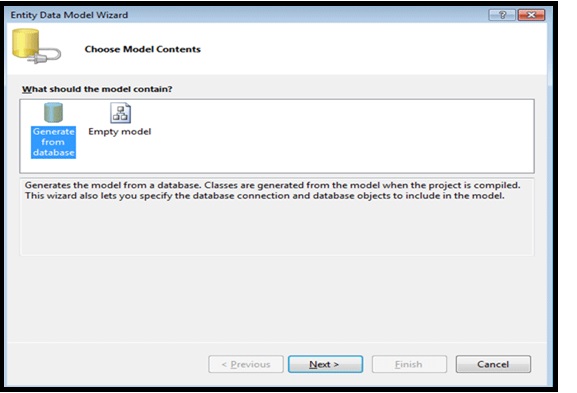 Entity Data Model Wizard
Choose Model Contents
What should the model contain?
Generate
from
database
Empty model
Generates the model from a database. Classes are generated from the model when the project is compiled.
This wizard also lets you specify the database connection and database objects to include in the model.
< Previous
Next >
Finish
Cancel